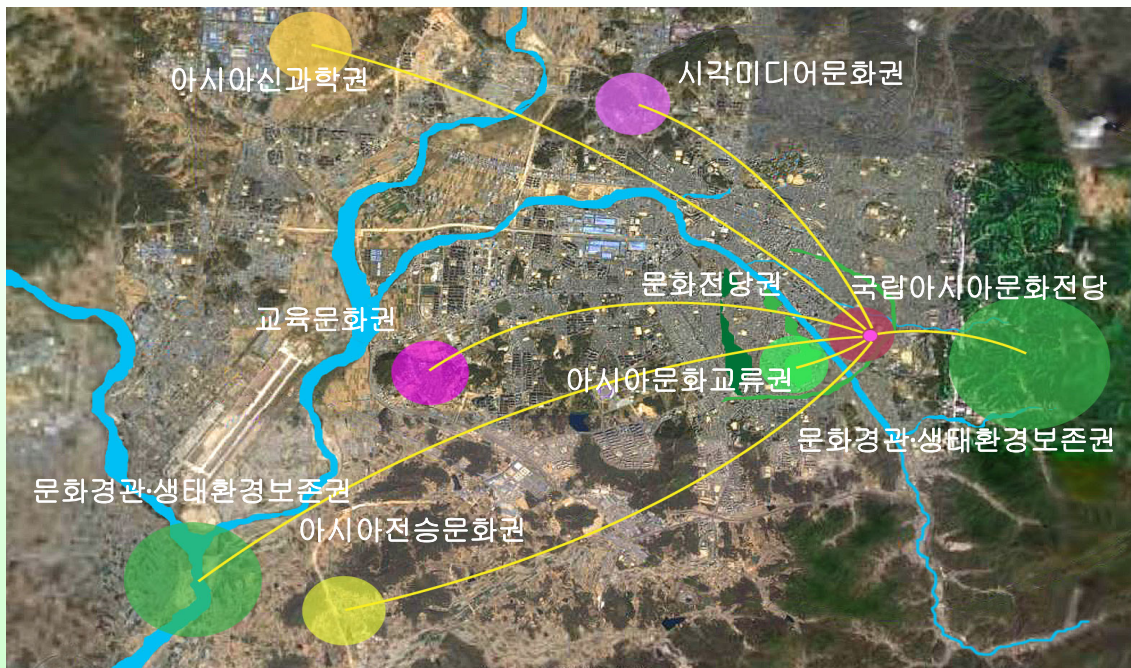 아시아신과학권
시각미디어문화권
문화전당권
국립아시아문화전당
교육문화권
아시아문화교류권
문화경관·생태환경보존권
문화경관·생태환경보존권
아시아전승문화권